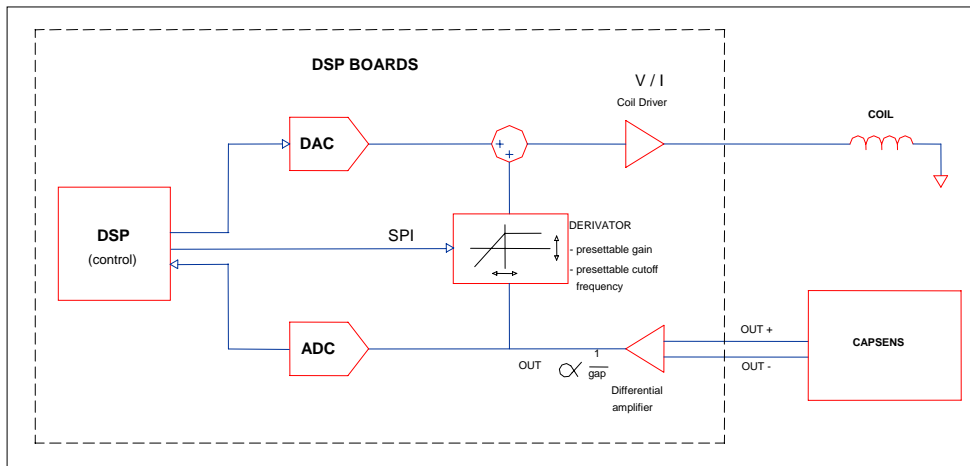 DSP BOARDS
V / I
Coil Driver
COIL
DAC
+
+
DSP
(control)
SPI
DERIVATOR
- presettable gain
- presettable cutoff
frequency
ADC
OUT
∝ 1
gap
Differential
amplifier
OUT +
OUT -
CAPSENS